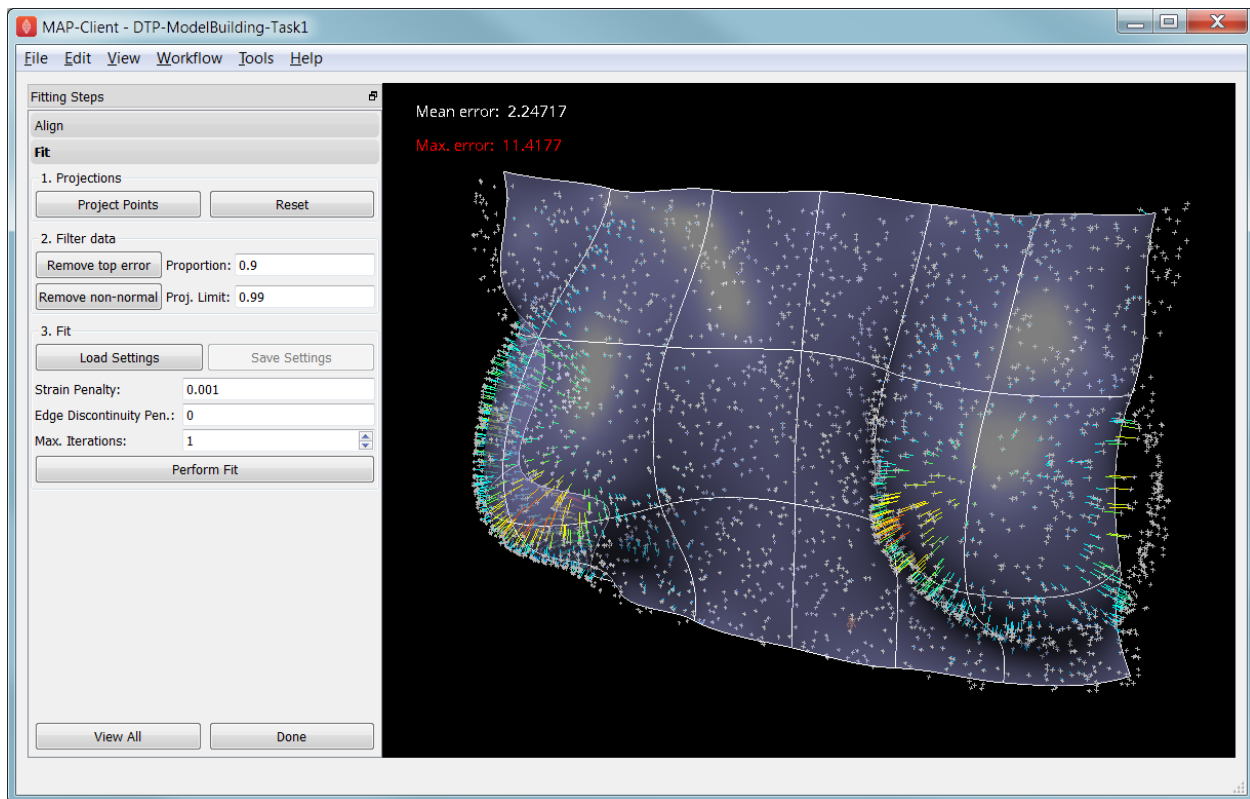 MAP-Client - DTP-ModelBuilding-Task1
File Edit View Workflow Tools Help
Fitting Steps
Align
Fit
1. Projections
Project Points Reset
2. Filter data
Remove top error Proportion: 0.9
Remove non-normal Proj. Limit: 0.99
3. Fit
Load Settings Save Settings
Strain Penalty: 0.001
Edge Discontinuity Pen.: 0
Max. Iterations: 1
Perform Fit
View All Done
Mean error: 2.24717
Max. error: 11.4177